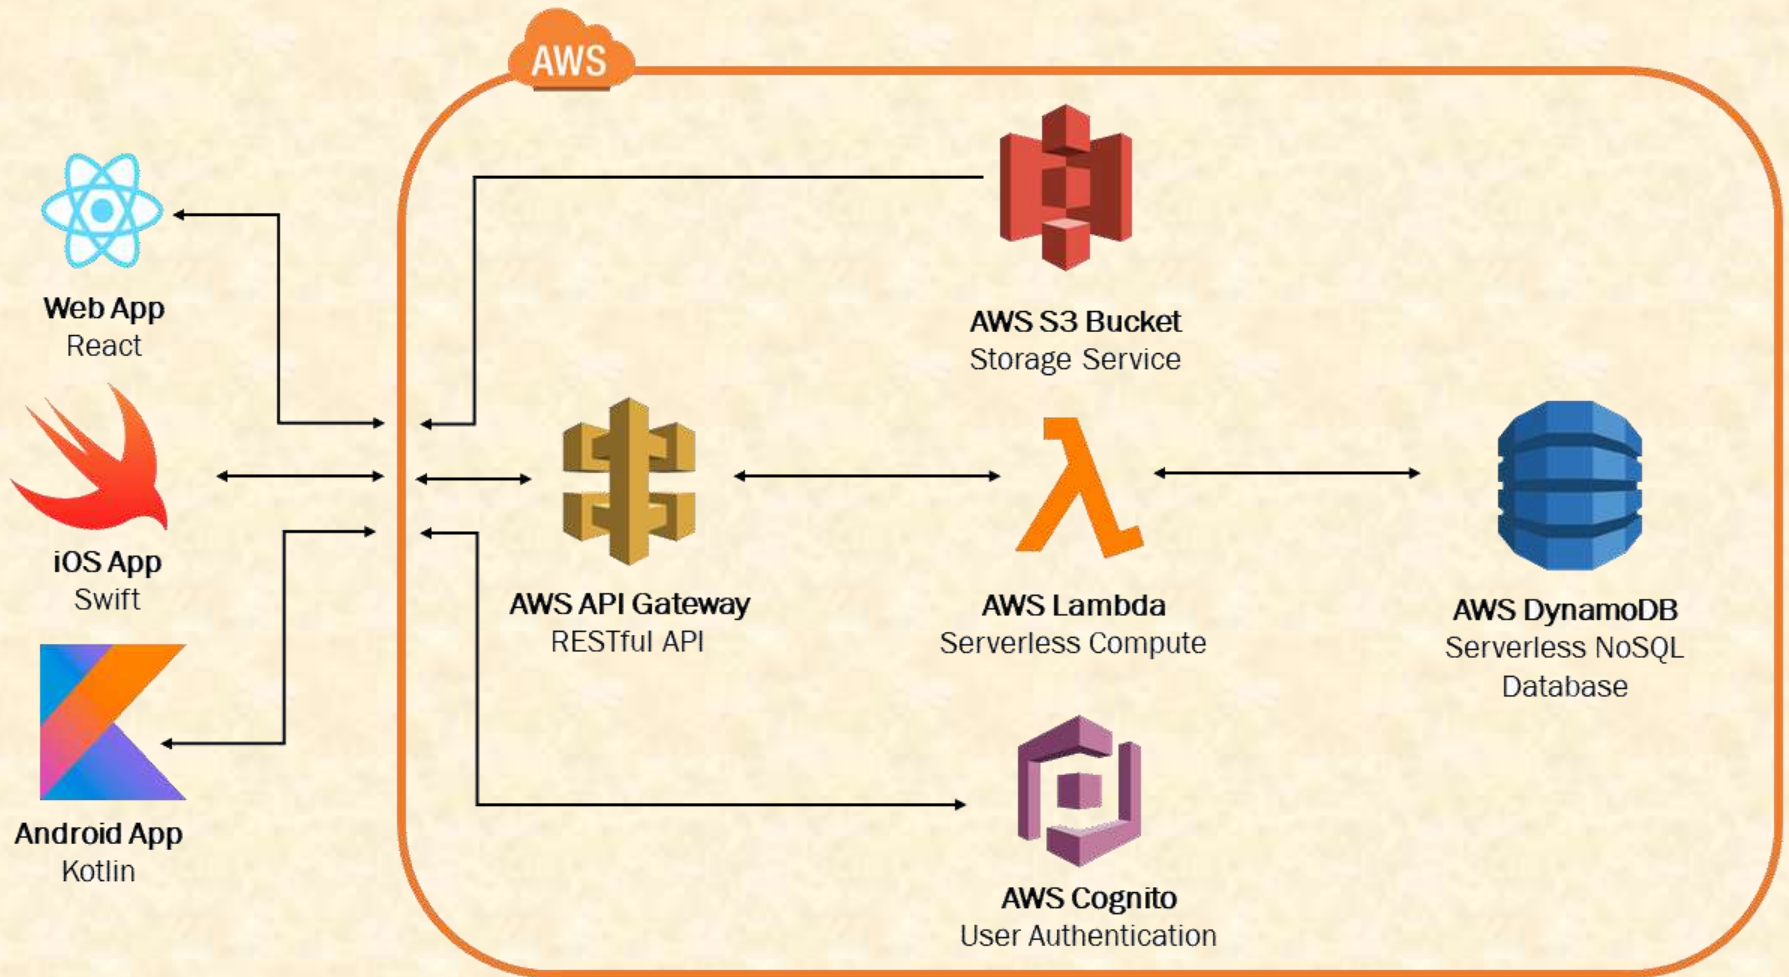 AWS
Web App
React
iOS App
Swift
Android App
Kotlin
AWS S3 Bucket
Storage Service
AWS API Gateway
RESTful API
AWS Lambda
Serverless Compute
AWS DynamoDB
Serverless NoSQL
Database
AWS Cognito
User Authentication